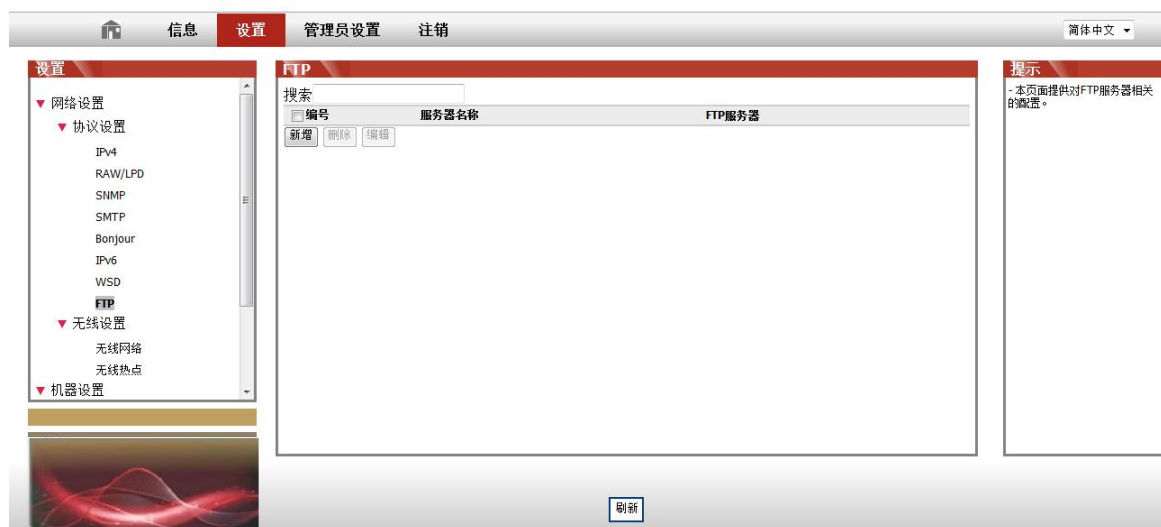 信息 设置 管理员设置 注销 简体中文
设置
网络设置
协议设置
IPv4
RAW/LPD
SNMP
SMTP
Bonjour
IPv6
WSD
FTP
无线设置
无线网络
无线热点
机器设置
FTP
搜索
编号 服务器名称 FTP服务器
新增 删除 编辑
提示
- 本页面提供对FTP服务器相关
的配置。
刷新